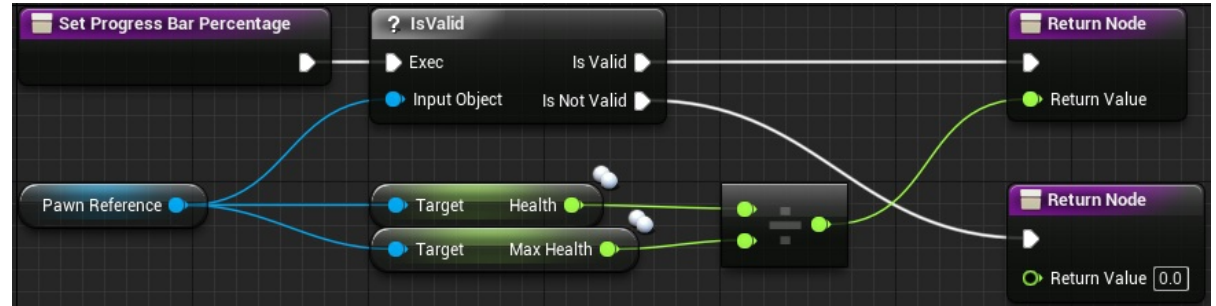 Set Progress Bar Percentage
? IsValid
Exec Is Valid
Input Object Is Not Valid
Return Node
Return Value
Pawn Reference
Target Health
Target Max Health
÷
Return Node
Return Value 0.0